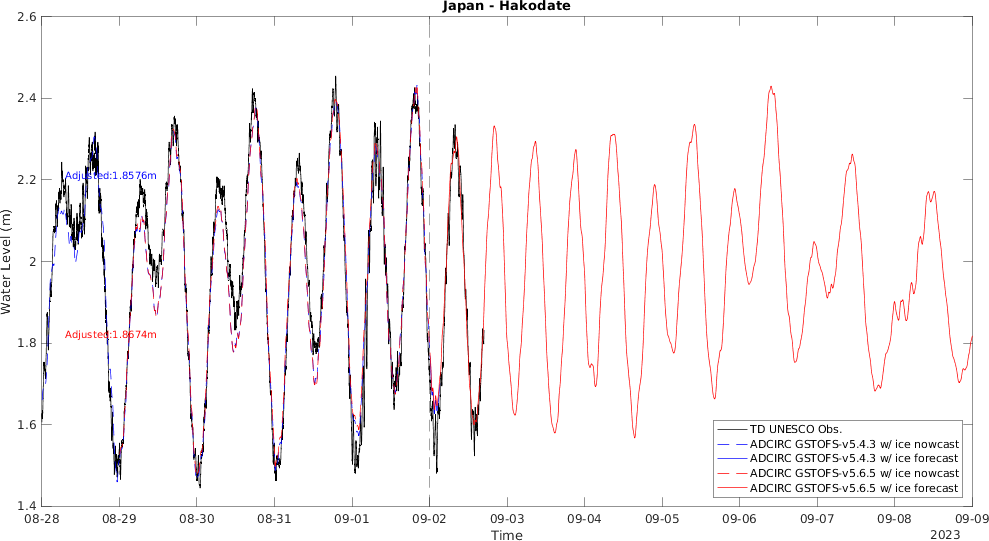 Japan - Hakodate
2.6
2.4
2.2
2
1.8
1.6
1.4
Water Level (m)
Adjusted:1.8576m
Adjusted:1.8674m
TD UNESCO Obs.
ADCIRC GSTOFS-v5.4.3 w/ ice nowcast
ADCIRC GSTOFS-v5.4.3 w/ ice forecast
ADCIRC GSTOFS-v5.6.5 w/ ice nowcast
ADCIRC GSTOFS-v5.6.5 w/ ice forecast
08-28 08-29 08-30 08-31 09-01 09-02 09-03 09-04 09-05 09-06 09-07 09-08 09-09
Time
2023